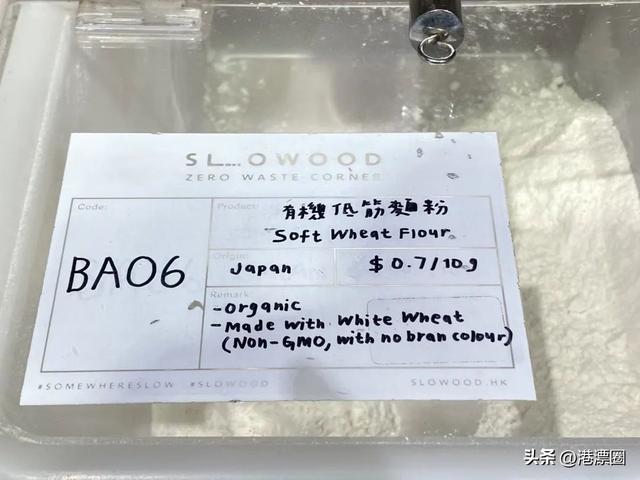 SL OWOOD
ZERO WASTE CORNER
Code:
Product:
有機低筋麵粉
Soft Wheat Flour
BA06
Origin:
Japan
$ 0.7/10g
Remark:
- Organic
- Made with White Wheat
(Non-GMO, with no bran colour)
#SOMEWHERESLOW #SLOWOOD
SLOWOOD.HK
头条 @港漂圈